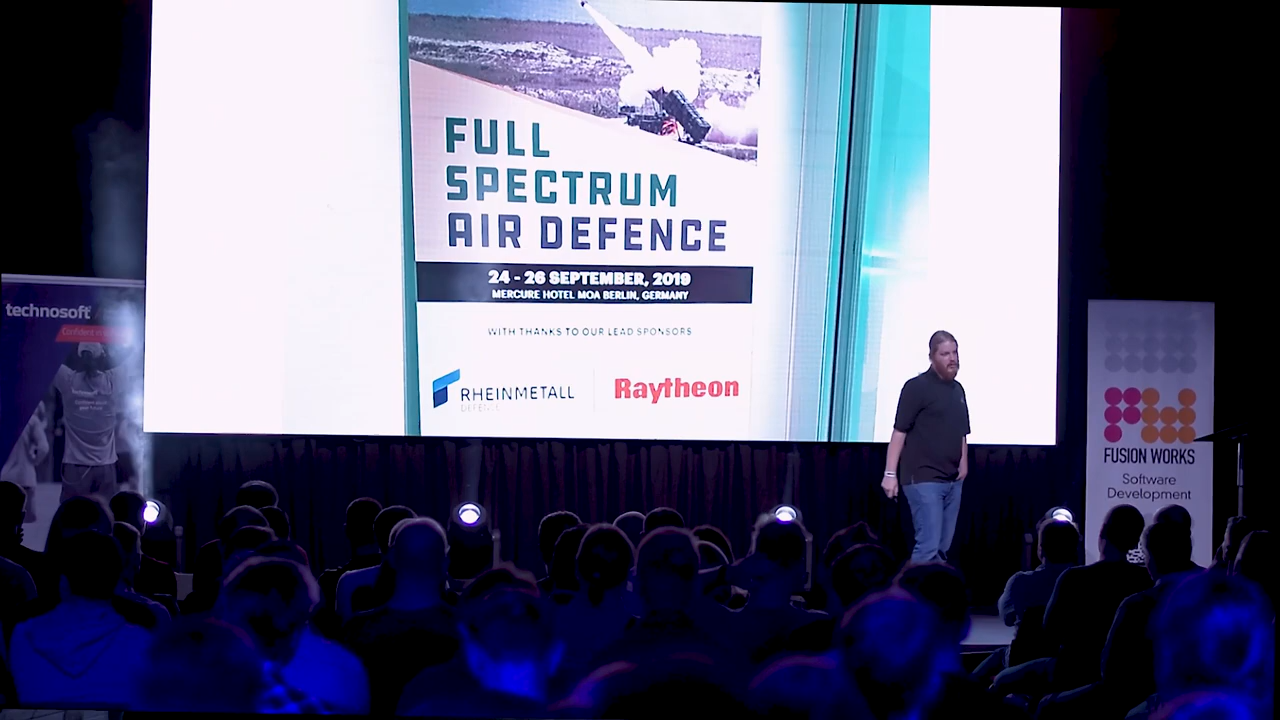 FULL
SPECTRUM
AIR DEFENCE
24 - 26 SEPTEMBER, 2019
MERCURE HOTEL MOA BERLIN, GERMANY
WITH THANKS TO OUR LEAD SPONSORS
RHEINMETALL
DEFENCE
Raytheon
technosoft
FUSION WORKS
Software
Development